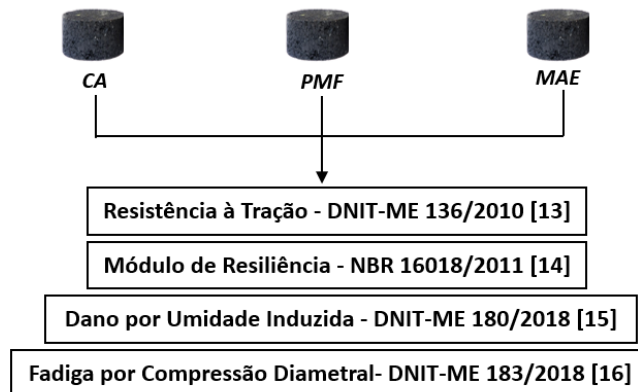 CA
PMF
MAE
Resistência à Tração - DNIT-ME 136/2010 [13]
Módulo de Resiliência - NBR 16018/2011 [14]
Dano por Umidade Induzida - DNIT-ME 180/2018 [15]
Fadiga por Compressão Diametral- DNIT-ME 183/2018 [16]